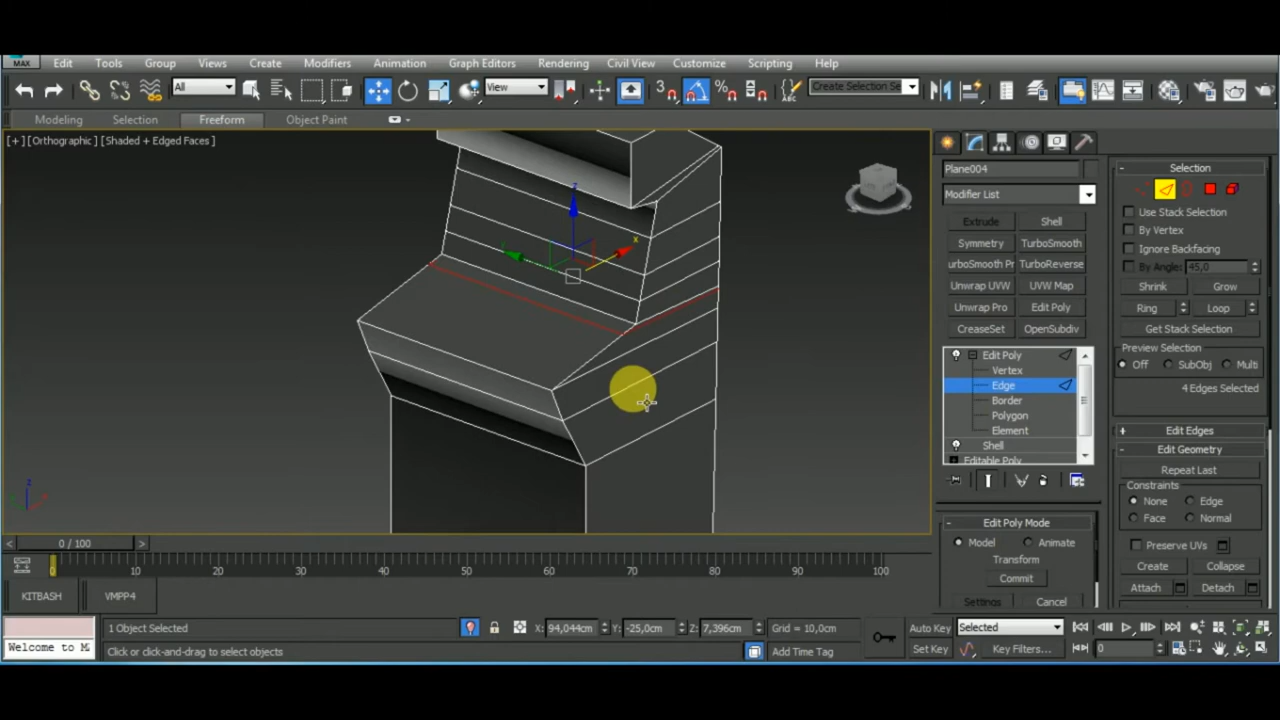 MAX Edit Tools Group Views Create Modifiers Animation Graph Editors Rendering Civil View Customize Scripting Help
All View 3 % ABC Create Selection Se
Modeling Selection Freeform Object Paint
[+] [Orthographic] [Shaded + Edged Faces]
z
x
z
Plane004
Modifier List
Extrude Shell
Symmetry TurboSmooth
urboSmooth Pr TurboReverse
Unwrap UVW UVW Map
Unwrap Pro Edit Poly
CreaseSet OpenSubdiv
Edit Poly
Vertex
Edge
Border
Polygon
Element
Shell
Editable Poly
Edit Poly Mode
Model Animate
Transform
Commit
Settings Cancel
Selection
Use Stack Selection
By Vertex
Ignore Backfacing
By Angle: 45,0
Shrink Grow
Ring Loop
Get Stack Selection
Preview Selection
Off SubObj Multi
4 Edges Selected
Edit Edges
Edit Geometry
Repeat Last
Constraints
None Edge
Face Normal
Preserve UVs
Create Collapse
Attach Detach
< 0 / 100 >
0 10 20 30 40 50 60 70 80 90 100
KITBASH VMPP4
1 Object Selected X: 94,044cm Y: -25,0cm Z: 7,396cm Grid = 10,0cm Auto Key Selected
Welcome to M Click or click-and-drag to select objects Add Time Tag Set Key Key Filters... 0